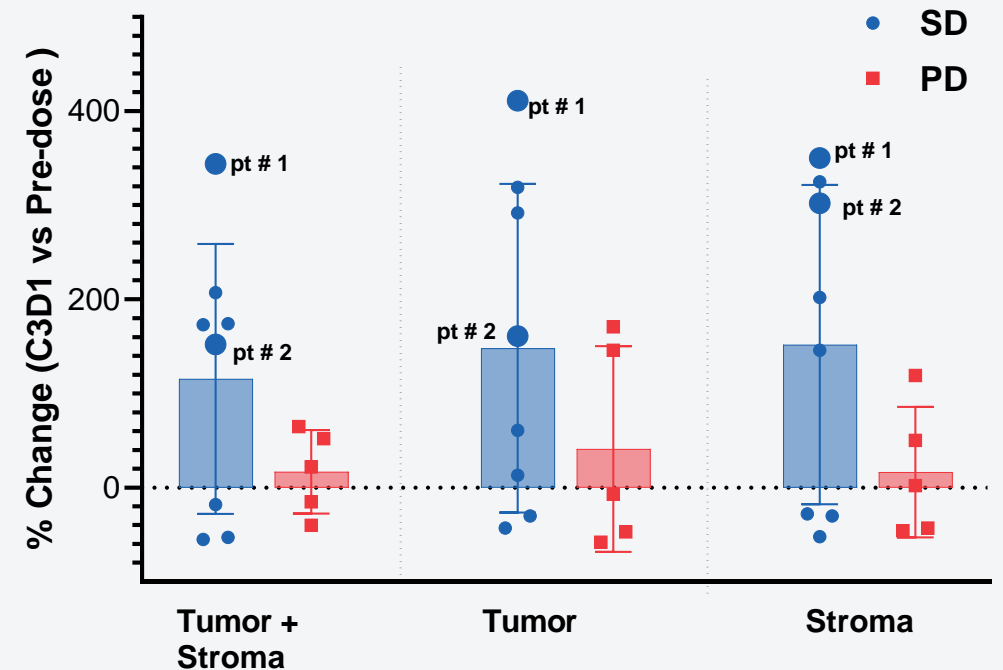 SD
PD
% Change (C3D1 vs Pre-dose )
400
200
0
pt # 1
pt # 2
pt # 1
pt # 2
pt # 1
pt # 2
Tumor +
Stroma
Tumor
Stroma